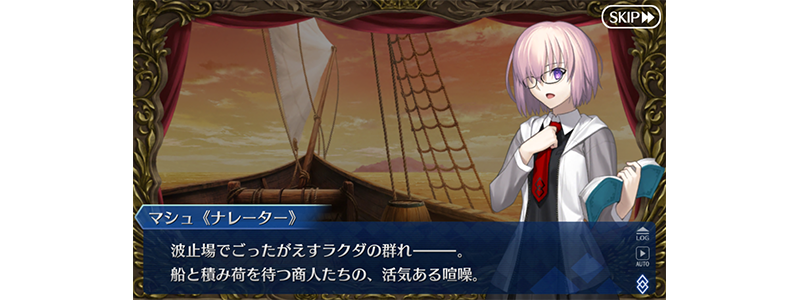 SKIP
マシュ《ナレーター》
波止場でごったがえすラクダの群れ―――。
船と積み荷を待つ商人たちの、活気ある喧噪。
LOG
AUTO